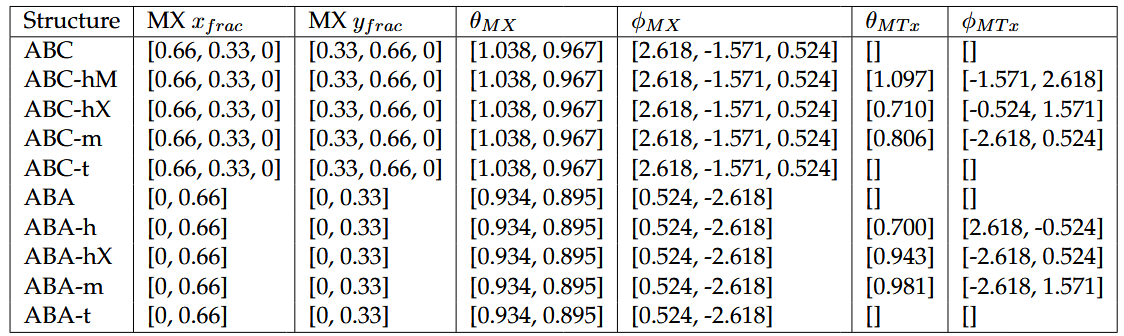 Structure MX x_frac MX y_frac θ_MX ϕ_MX θ_MTx ϕ_MTx
ABC [0.66, 0.33, 0] [0.33, 0.66, 0] [1.038, 0.967] [2.618, -1.571, 0.524] [] []
ABC-hM [0.66, 0.33, 0] [0.33, 0.66, 0] [1.038, 0.967] [2.618, -1.571, 0.524] [1.097] [-1.571, 2.618]
ABC-hX [0.66, 0.33, 0] [0.33, 0.66, 0] [1.038, 0.967] [2.618, -1.571, 0.524] [0.710] [-0.524, 1.571]
ABC-m [0.66, 0.33, 0] [0.33, 0.66, 0] [1.038, 0.967] [2.618, -1.571, 0.524] [0.806] [-2.618, 0.524]
ABC-t [0.66, 0.33, 0] [0.33, 0.66, 0] [1.038, 0.967] [2.618, -1.571, 0.524] [] []
ABA [0, 0.66] [0, 0.33] [0.934, 0.895] [0.524, -2.618] [] []
ABA-h [0, 0.66] [0, 0.33] [0.934, 0.895] [0.524, -2.618] [0.700] [2.618, -0.524]
ABA-hX [0, 0.66] [0, 0.33] [0.934, 0.895] [0.524, -2.618] [0.943] [-2.618, 0.524]
ABA-m [0, 0.66] [0, 0.33] [0.934, 0.895] [0.524, -2.618] [0.981] [-2.618, 1.571]
ABA-t [0, 0.66] [0, 0.33] [0.934, 0.895] [0.524, -2.618] [] []